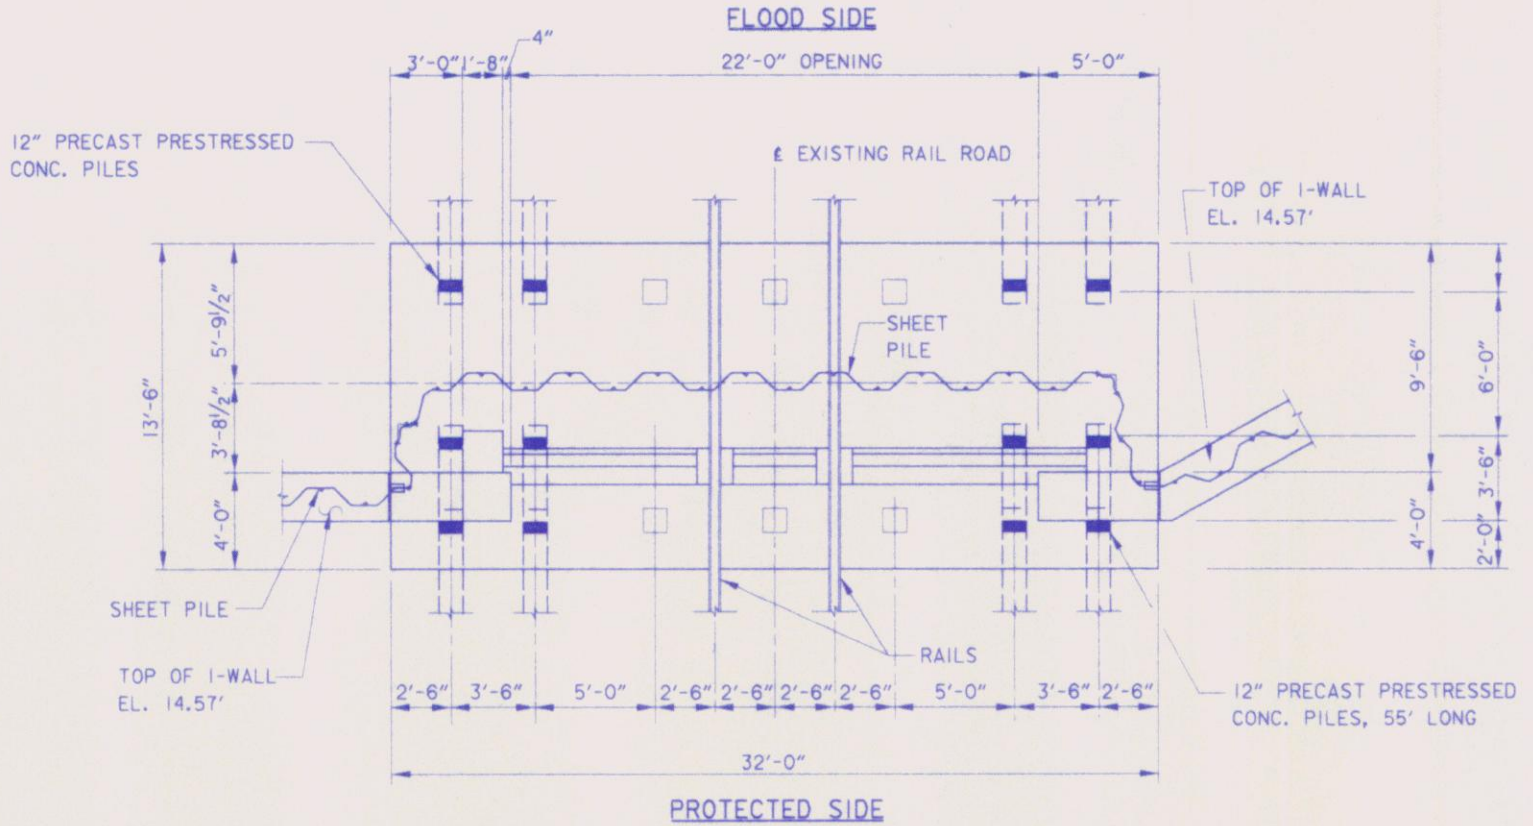 FLOOD SIDE
4"
3'-0"
1'-8"
22'-0" OPENING
5'-0"
12" PRECAST PRESTRESSED
CONC. PILES
℄ EXISTING RAIL ROAD
TOP OF I-WALL
EL. 14.57'
SHEET
PILE
13'-6"
5'-9 1/2"
3'-8 1/2"
4'-0"
9'-6"
4'-0"
6'-0"
3'-6"
2'-0"
SHEET PILE
TOP OF I-WALL
EL. 14.57'
RAILS
12" PRECAST PRESTRESSED
CONC. PILES, 55' LONG
2'-6" 3'-6" 5'-0" 2'-6" 2'-6" 2'-6" 2'-6" 5'-0" 3'-6" 2'-6"
32'-0"
PROTECTED SIDE